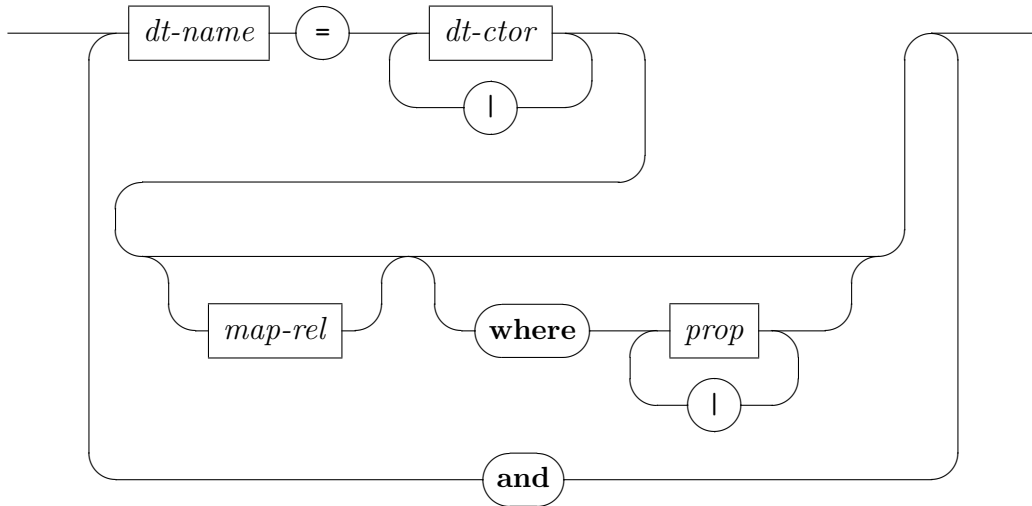 dt-name = dt-ctor
|
map-rel where prop
|
and